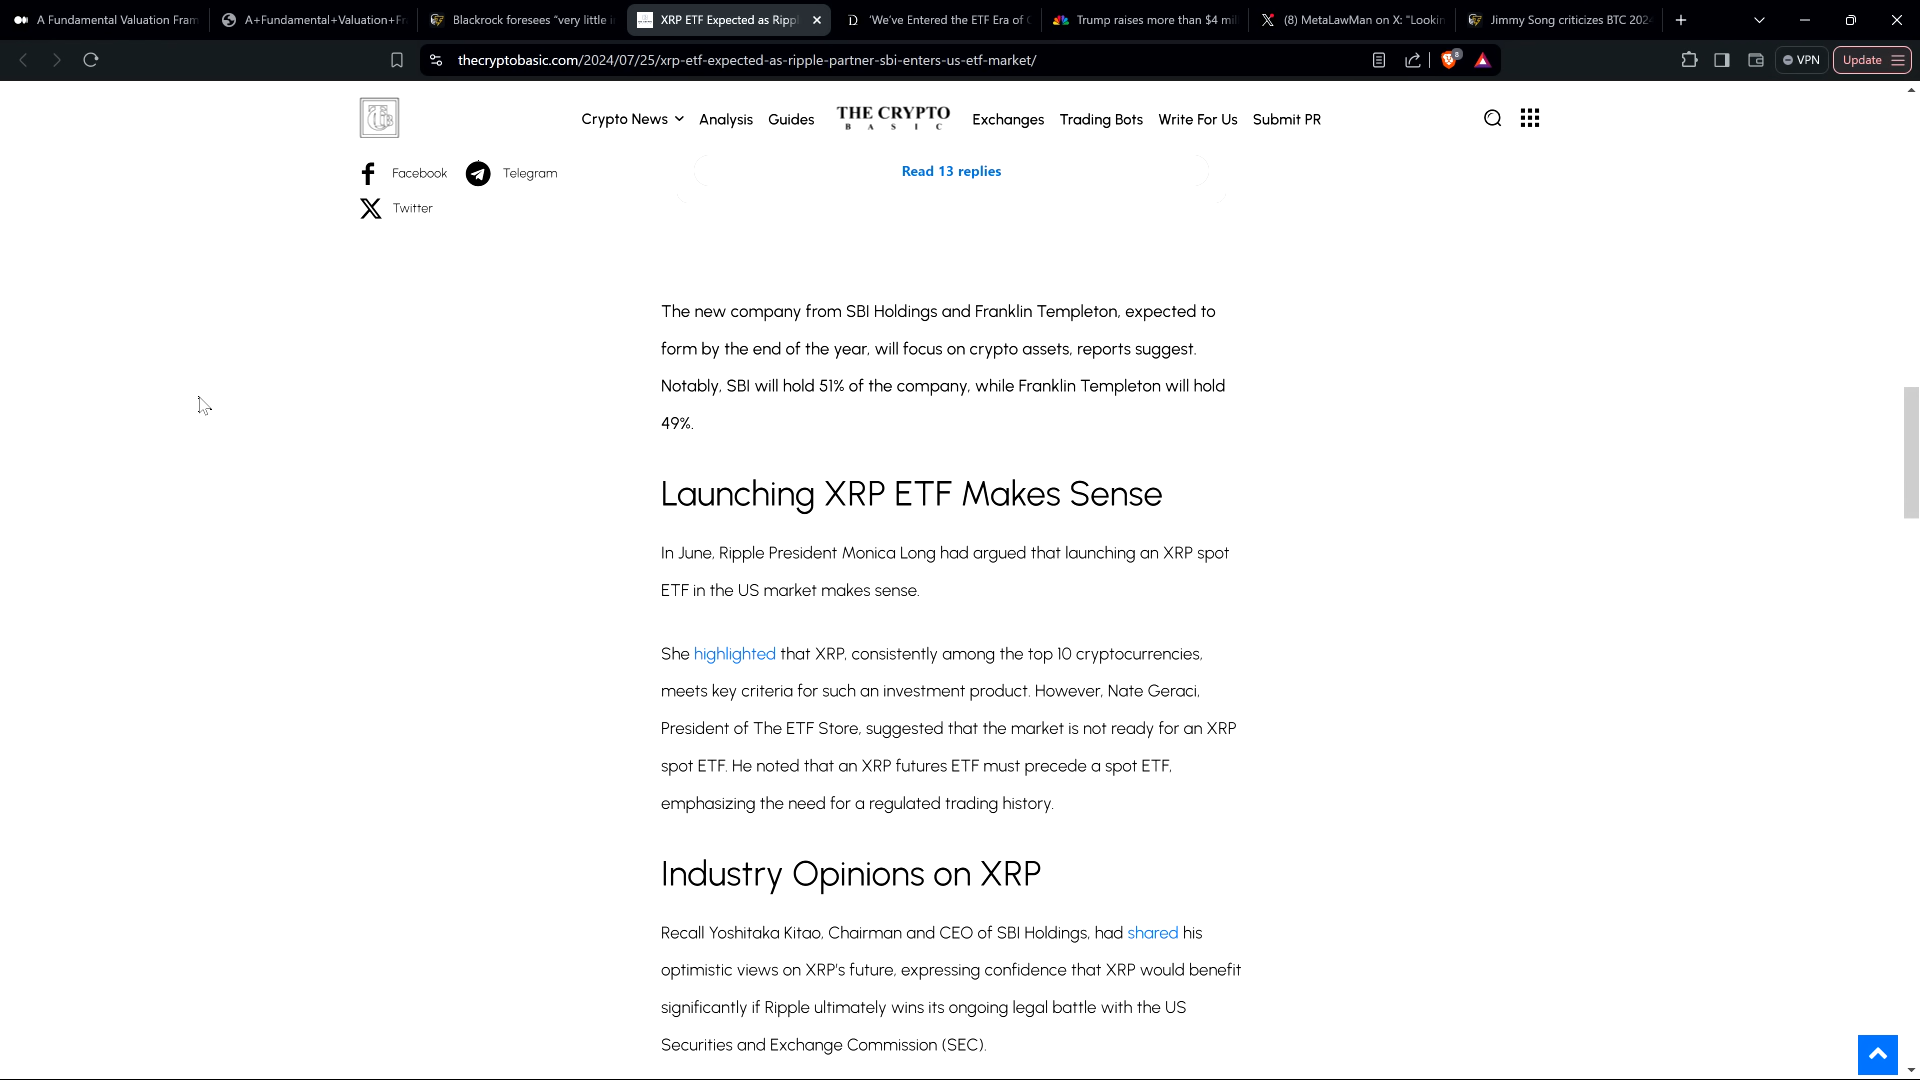 A Fundamental Valuation Fram
A+Fundamental+Valuation+Fr
Blackrock foresees "very little i
XRP ETF Expected as Rippl
'We've Entered the ETF Era of C
Trump raises more than $4 mil
(8) MetaLawMan on X: "Lookin
Jimmy Song criticizes BTC 2024
thecryptobasic.com/2024/07/25/xrp-etf-expected-as-ripple-partner-sbi-enters-us-etf-market/
8
VPN
Update
Crypto News
Analysis
Guides
THE CRYPTO
BASIC
Exchanges
Trading Bots
Write For Us
Submit PR
Facebook
Telegram
Twitter
Read 13 replies
The new company from SBI Holdings and Franklin Templeton, expected to
form by the end of the year, will focus on crypto assets, reports suggest.
Notably, SBI will hold 51% of the company, while Franklin Templeton will hold
49%.
Launching XRP ETF Makes Sense
In June, Ripple President Monica Long had argued that launching an XRP spot
ETF in the US market makes sense.
She highlighted that XRP, consistently among the top 10 cryptocurrencies,
meets key criteria for such an investment product. However, Nate Geraci,
President of The ETF Store, suggested that the market is not ready for an XRP
spot ETF. He noted that an XRP futures ETF must precede a spot ETF,
emphasizing the need for a regulated trading history.
Industry Opinions on XRP
Recall Yoshitaka Kitao, Chairman and CEO of SBI Holdings, had shared his
optimistic views on XRP's future, expressing confidence that XRP would benefit
significantly if Ripple ultimately wins its ongoing legal battle with the US
Securities and Exchange Commission (SEC).